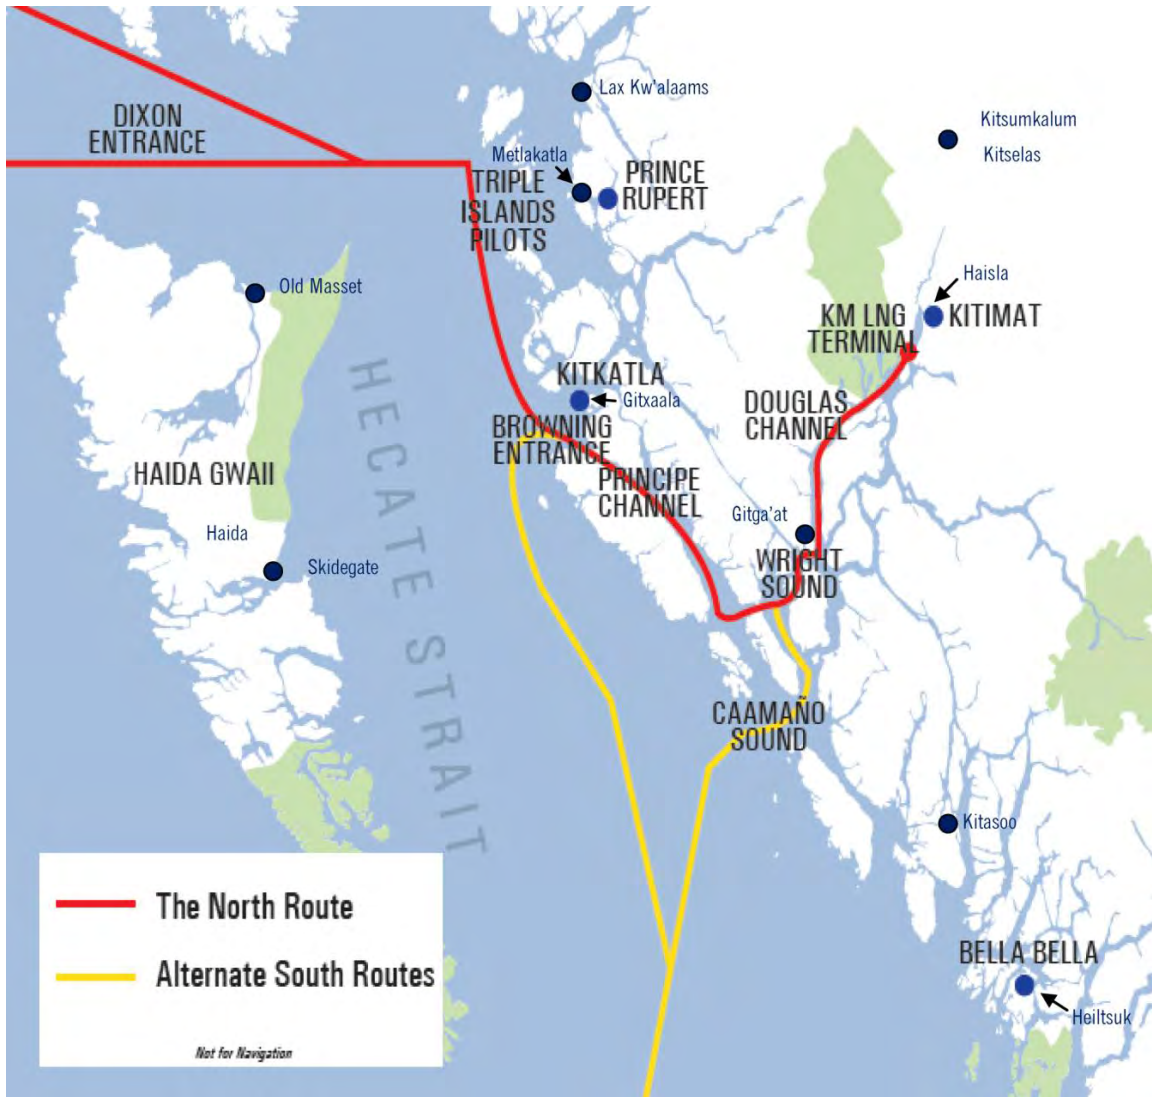 Lax Kw'alaams
DIXON
ENTRANCE
Kitsumkalum
Kitselas
Metlakatla
PRINCE
RUPERT
TRIPLE
ISLANDS
PILOTS
Old Masset
Haisla
KM LNG
TERMINAL
KITIMAT
HECATE STRAIT
KITKATLA
Gitxaala
DOUGLAS
CHANNEL
BROWNING
ENTRANCE
HAIDA GWAII
PRINCIPE
CHANNEL
Gitga'at
Haida
Skidegate
WRIGHT
SOUND
CAAMAÑO
SOUND
Kitasoo
The North Route
Alternate South Routes
Not for Navigation
BELLA BELLA
Heiltsuk